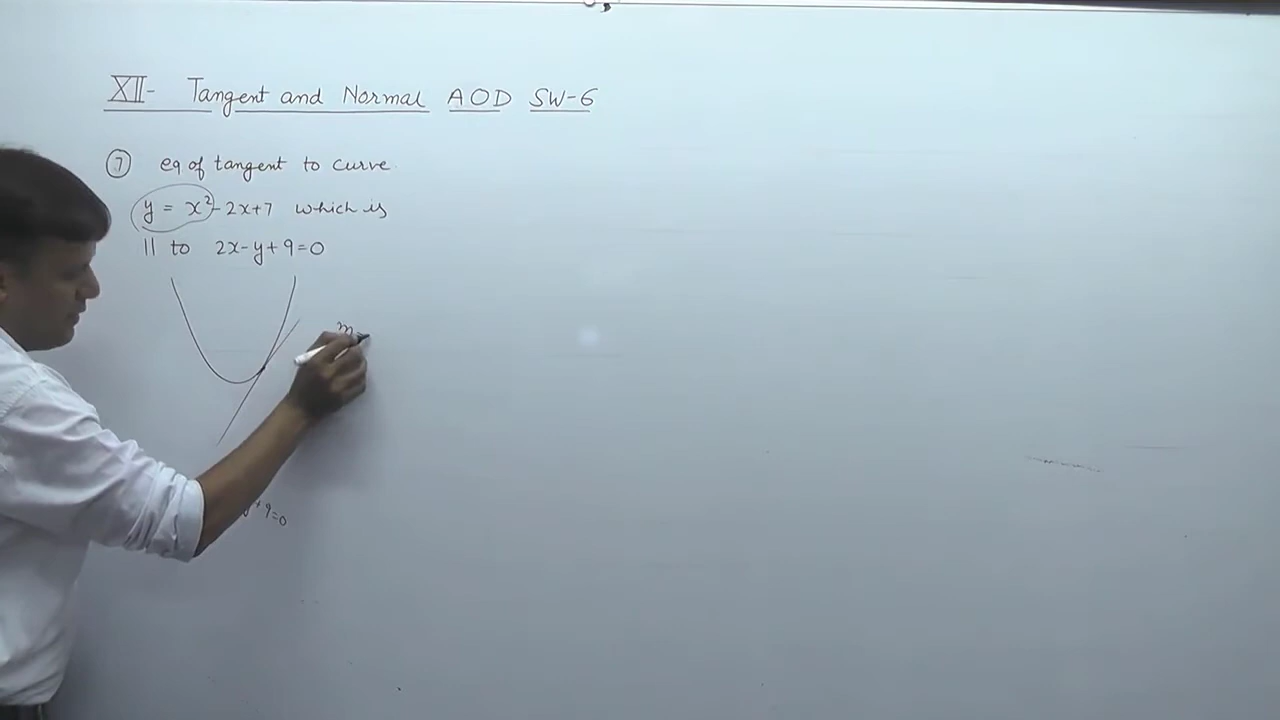 XII- Tangent and Normal AOD SW-6
7 eq of tangent to curve
y = x²-2x+7 which is
|| to 2x-y+9=0
m
+9=0